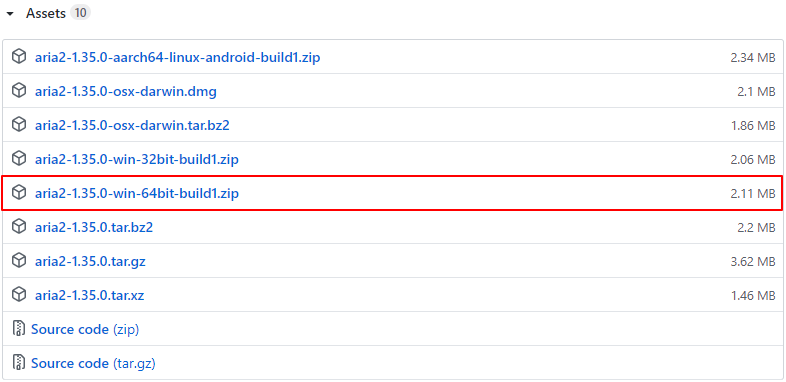 Assets 10
aria2-1.35.0-aarch64-linux-android-build1.zip 2.34 MB
aria2-1.35.0-osx-darwin.dmg 2.1 MB
aria2-1.35.0-osx-darwin.tar.bz2 1.86 MB
aria2-1.35.0-win-32bit-build1.zip 2.06 MB
aria2-1.35.0-win-64bit-build1.zip 2.11 MB
aria2-1.35.0.tar.bz2 2.2 MB
aria2-1.35.0.tar.gz 3.62 MB
aria2-1.35.0.tar.xz 1.46 MB
Source code (zip)
Source code (tar.gz)